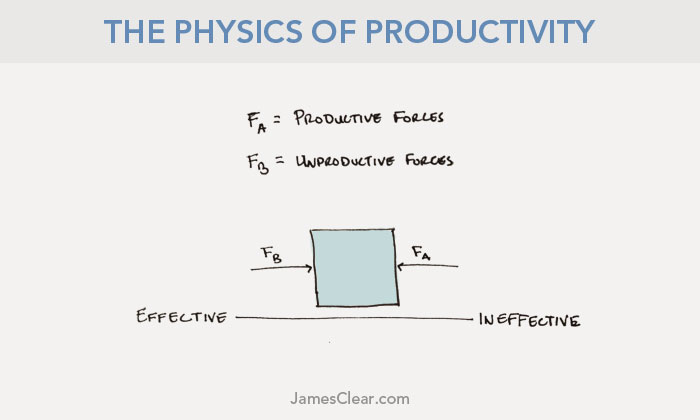 THE PHYSICS OF PRODUCTIVITY
F_A = PRODUCTIVE FORCES
F_B = UNPRODUCTIVE FORCES
F_B F_A
EFFECTIVE INEFFECTIVE
JamesClear.com